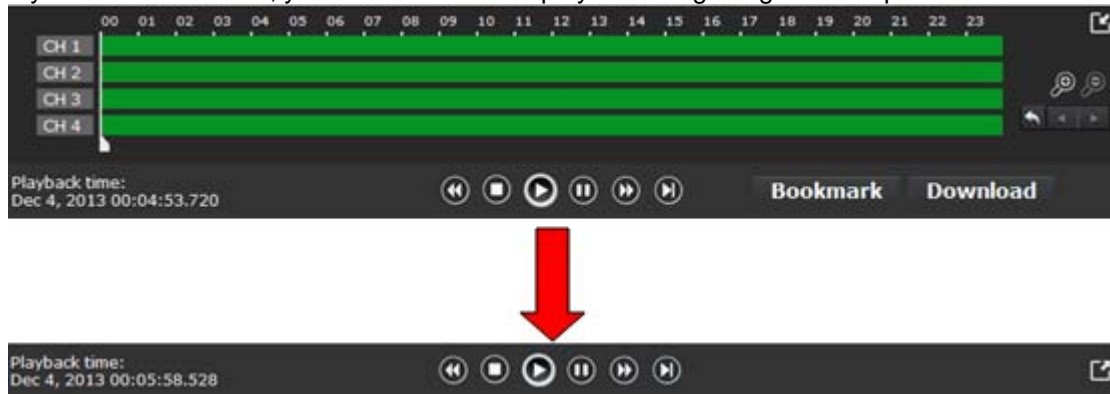 00 01 02 03 04 05 06 07 08 09 10 11 12 13 14 15 16 17 18 19 20 21 22 23
CH 1
CH 2
CH 3
CH 4
Playback time:
Dec 4, 2013 00:04:53.720
Bookmark Download
Playback time:
Dec 4, 2013 00:05:58.528